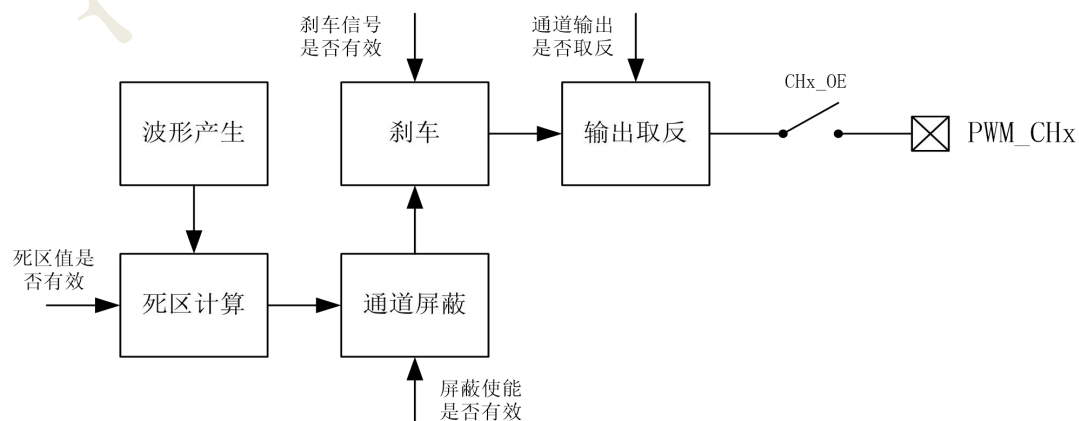 刹车信号
是否有效
通道输出
是否取反
CHx_OE
波形产生
刹车
输出取反
PWM_CHx
死区值是
否有效
死区计算
通道屏蔽
屏蔽使能
是否有效